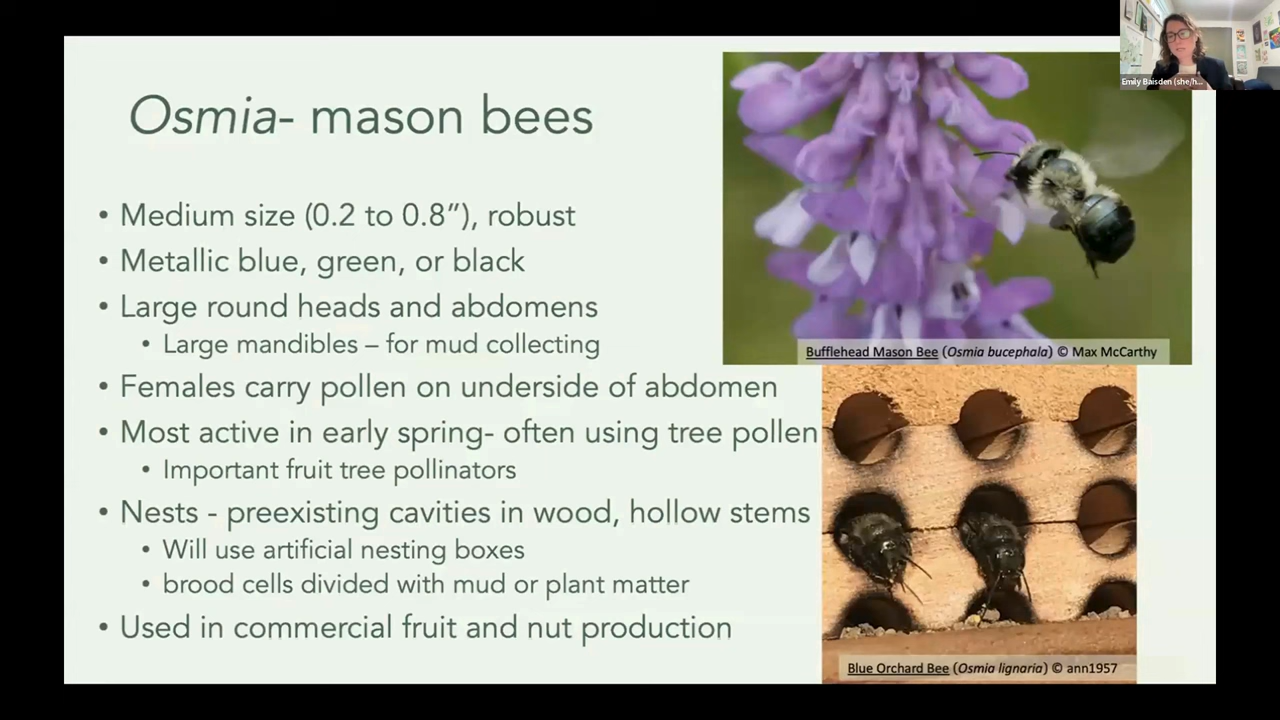 Osmia- mason bees
• Medium size (0.2 to 0.8”), robust
• Metallic blue, green, or black
• Large round heads and abdomens
• Large mandibles – for mud collecting
• Females carry pollen on underside of abdomen
• Most active in early spring- often using tree pollen
• Important fruit tree pollinators
• Nests - preexisting cavities in wood, hollow stems
• Will use artificial nesting boxes
• brood cells divided with mud or plant matter
• Used in commercial fruit and nut production
Emily Baisden (she/h...
Bufflehead Mason Bee (Osmia bucephala) © Max McCarthy
Blue Orchard Bee (Osmia lignaria) © ann1957